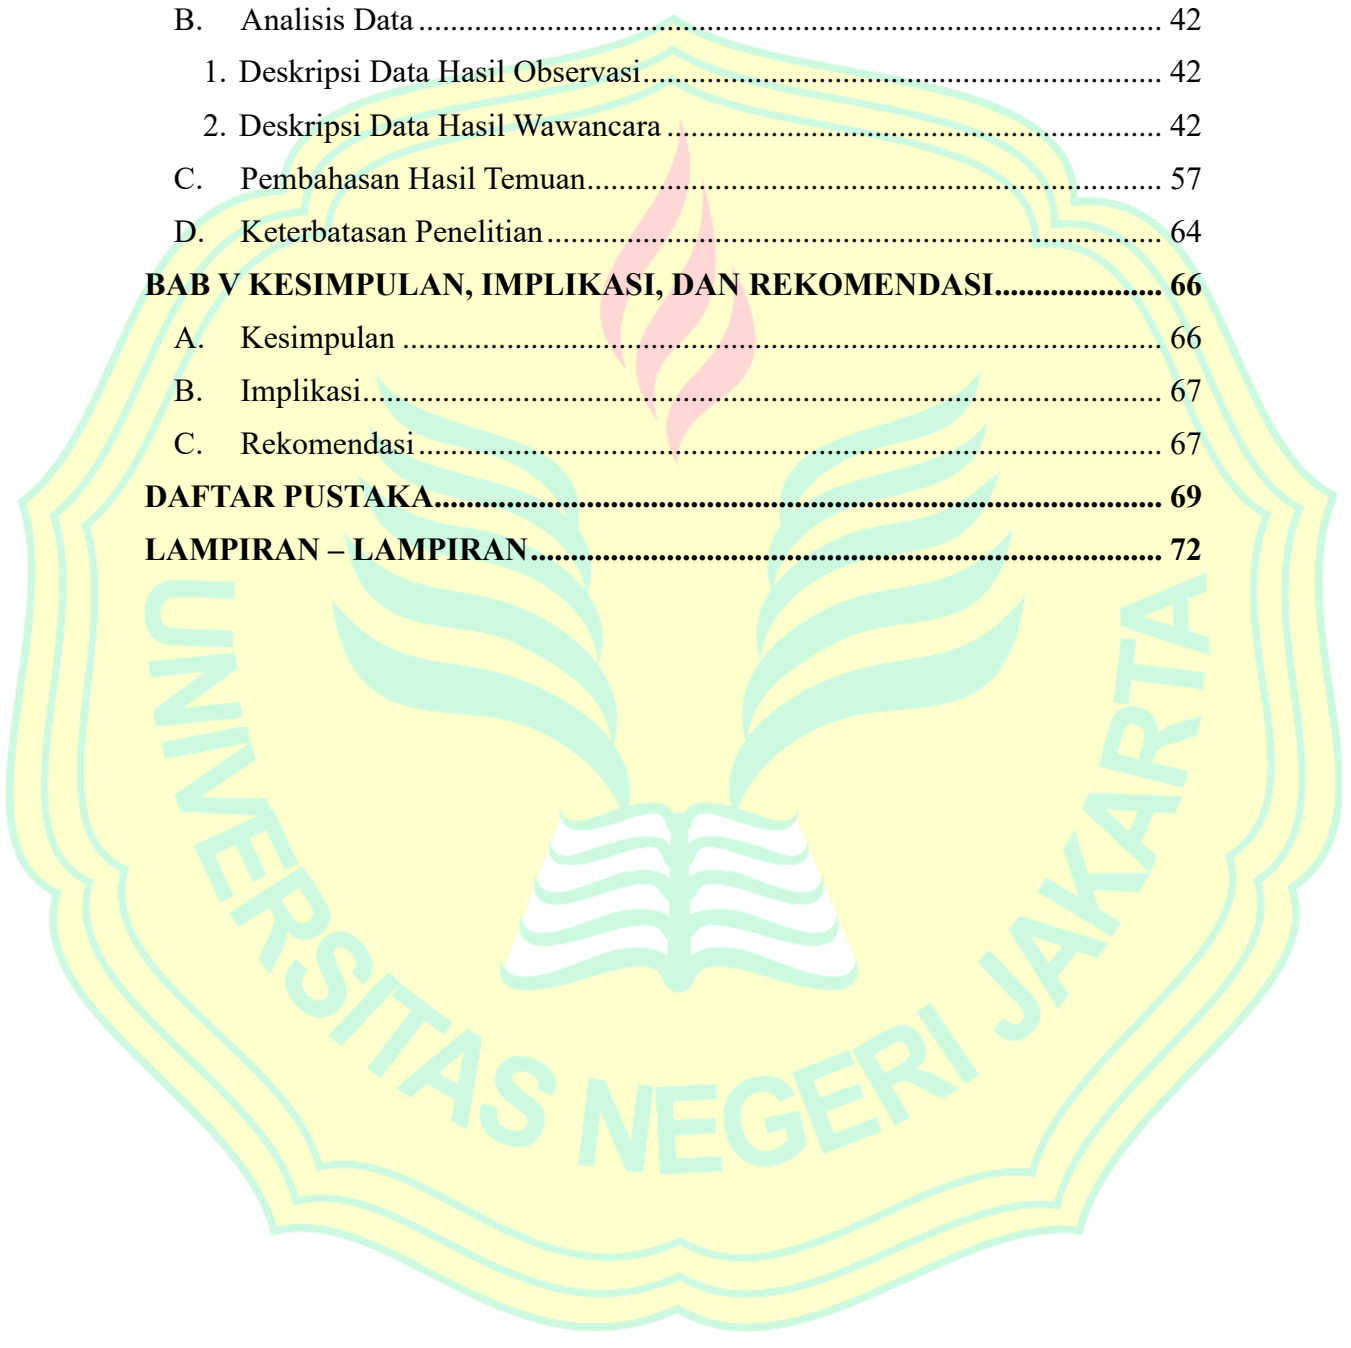 B. Analisis Data ........................................ 42
1. Deskripsi Data Hasil Observasi ........................................ 42
2. Deskripsi Data Hasil Wawancara ........................................ 42
C. Pembahasan Hasil Temuan ........................................ 57
D. Keterbatasan Penelitian ........................................ 64
BAB V KESIMPULAN, IMPLIKASI, DAN REKOMENDASI ..................... 66
A. Kesimpulan ........................................ 66
B. Implikasi ........................................ 67
C. Rekomendasi ........................................ 67
DAFTAR PUSTAKA ........................................ 69
LAMPIRAN – LAMPIRAN ........................................ 72
UNIVERSITAS NEGERI JAKARTA